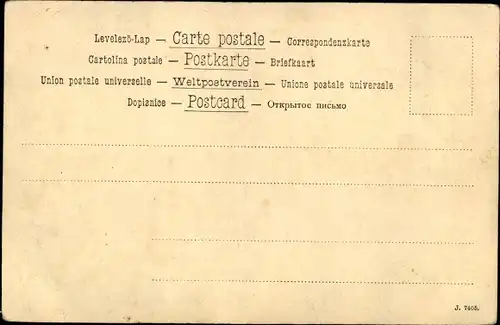 Levelezö-Lap — Carte postale — Correspondenzkarte
Cartolina postale — Postkarte — Briefkaart
Union postale universelle — Weltpostverein — Unione postale universale
Dopisnice — Postcard — Открытое письмо
J. 7405.